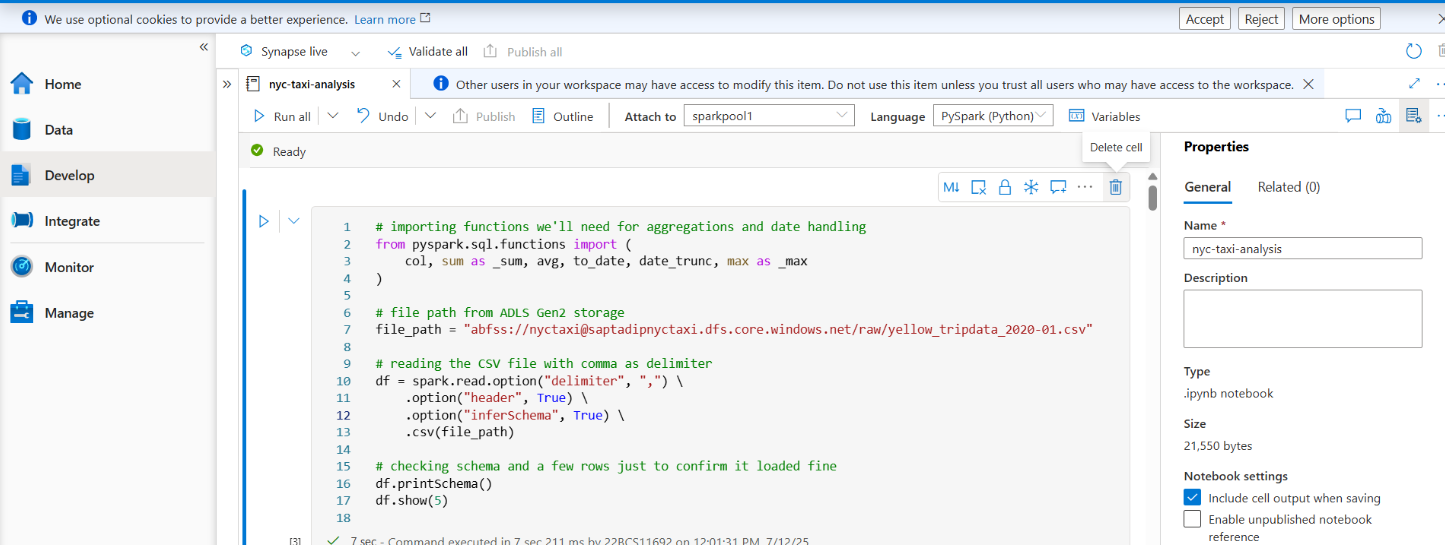 We use optional cookies to provide a better experience. Learn more
Accept
Reject
More options
«
Synapse live
Validate all
Publish all
Home
Data
Develop
Integrate
Monitor
Manage
»
nyc-taxi-analysis
Other users in your workspace may have access to modify this item. Do not use this item unless you trust all users who may have access to the workspace.
Run all
Undo
Publish
Outline
Attach to
sparkpool1
Language
PySpark (Python)
Variables
Ready
Delete cell
M↓
1 # importing functions we'll need for aggregations and date handling
2 from pyspark.sql.functions import (
3 col, sum as _sum, avg, to_date, date_trunc, max as _max
4 )
5
6 # file path from ADLS Gen2 storage
7 file_path = "abfss://nyctaxi@saptadipnyctaxi.dfs.core.windows.net/raw/yellow_tripdata_2020-01.csv"
8
9 # reading the CSV file with comma as delimiter
10 df = spark.read.option("delimiter", ",") \
11 .option("header", True) \
12 .option("inferSchema", True) \
13 .csv(file_path)
14
15 # checking schema and a few rows just to confirm it loaded fine
16 df.printSchema()
17 df.show(5)
18
[3]
7 sec - Command executed in 7 sec 211 ms by 22BCS11692 on 12:01:31 PM, 7/12/25
Properties
General
Related (0)
Name *
nyc-taxi-analysis
Description
Type
.ipynb notebook
Size
21,550 bytes
Notebook settings
Include cell output when saving
Enable unpublished notebook
reference